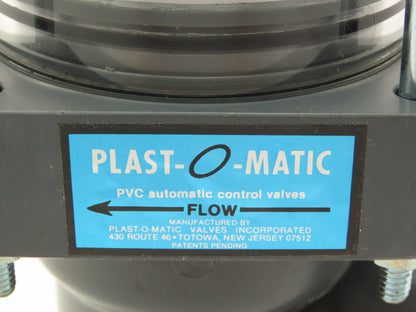 PLAST-O-MATIC
PVC automatic control valves
FLOW
MANUFACTURED BY
PLAST-O-MATIC VALVES INCORPORATED
430 ROUTE 46 • TOTOWA, NEW JERSEY 07512
PATENTS PENDING